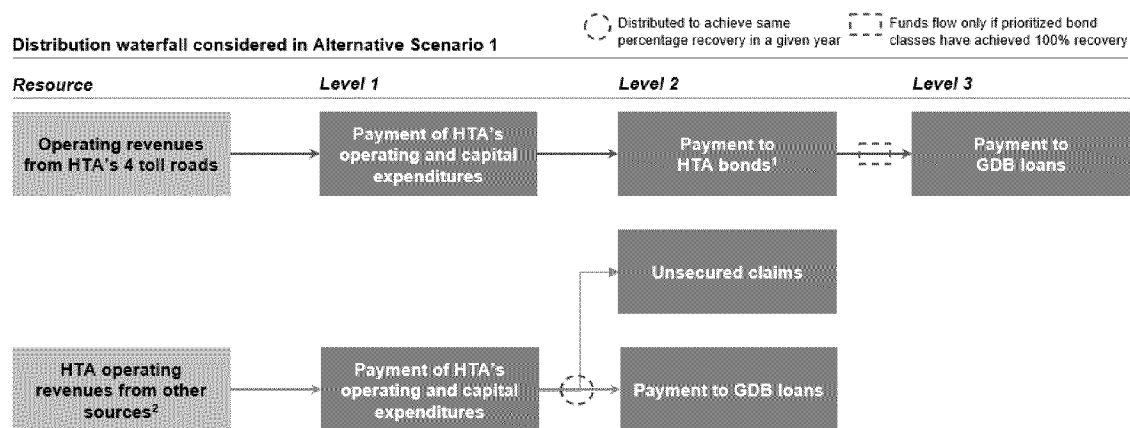 Distributed to achieve same
percentage recovery in a given year
Funds flow only if prioritized bond
classes have achieved 100% recovery
Distribution waterfall considered in Alternative Scenario 1
Resource
Level 1
Level 2
Level 3
Operating revenues
from HTA's 4 toll roads
Payment of HTA's
operating and capital
expenditures
Payment to
HTA bonds¹
Payment to
GDB loans
Unsecured claims
HTA operating
revenues from other
sources²
Payment of HTA's
operating and capital
expenditures
Payment to GDB loans